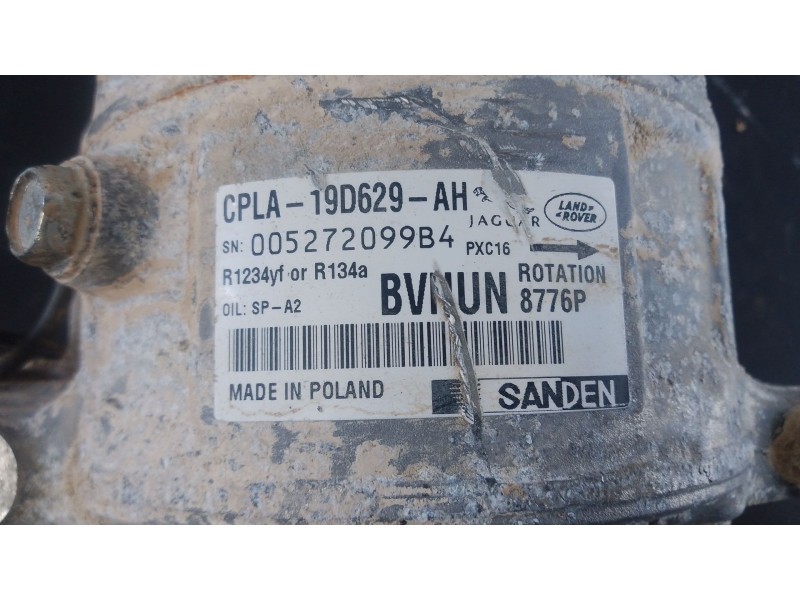 CPLA-19D629-AH
JAGUAR
LAND ROVER
SN: 005272099B4
PXC16
R1234yf or R134a
ROTATION
OIL: SP-A2
8776P
MADE IN POLAND
SANDEN